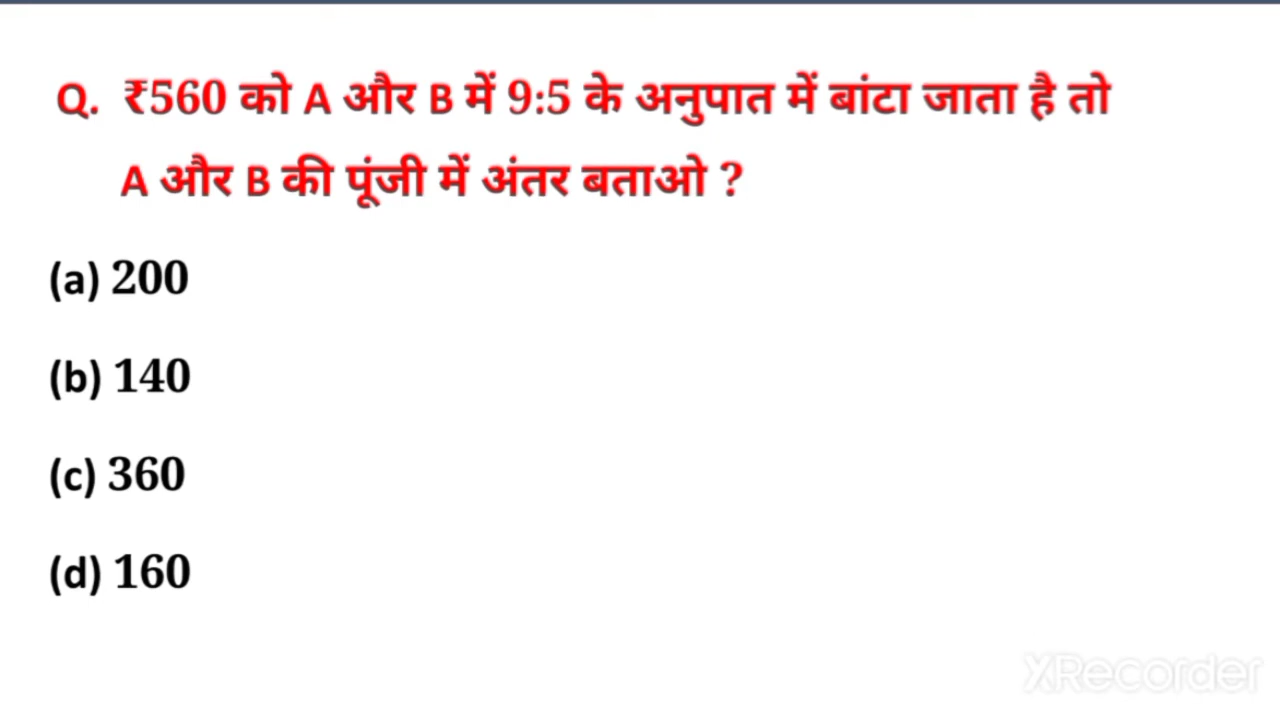 Q. ₹560 को A और B में 9:5 के अनुपात में बांटा जाता है तो
A और B की पूंजी में अंतर बताओ ?
(a) 200
(b) 140
(c) 360
(d) 160
XRecorder